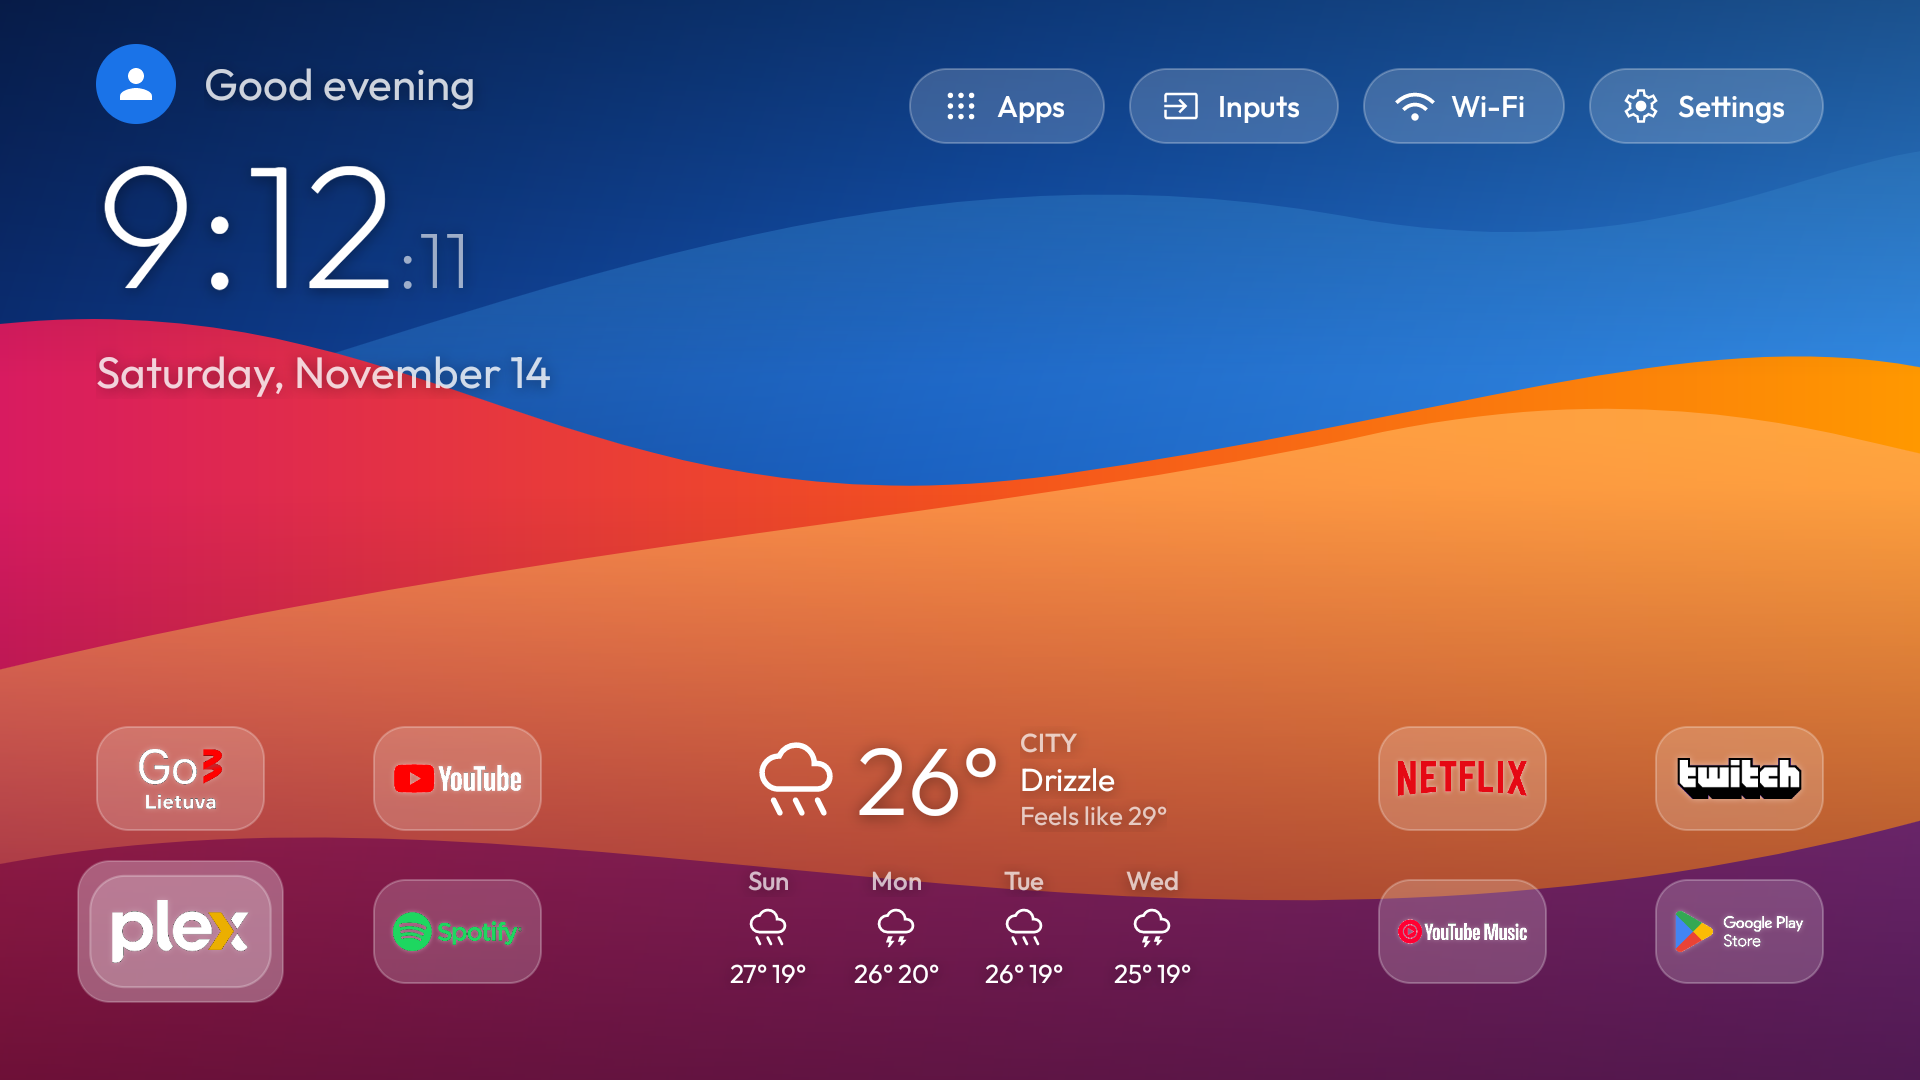 Good evening
Apps
Inputs
Wi-Fi
Settings
9:12:11
Saturday, November 14
Go3
Lietuva
YouTube
26°
CITY
Drizzle
Feels like 29°
NETFLIX
twitch
plex
Spotify
Sun Mon Tue Wed
27° 19° 26° 20° 26° 19° 25° 19°
YouTube Music
Google Play
Store